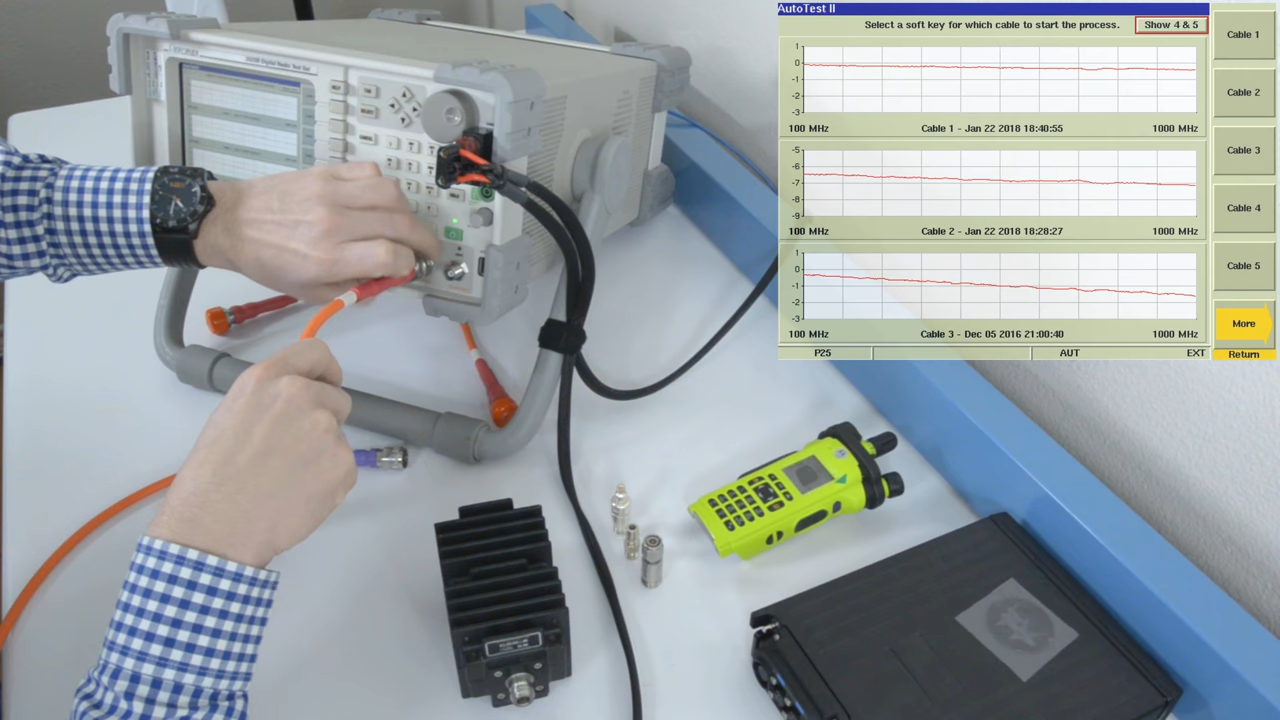 AutoTest II
Select a soft key for which cable to start the process.
Show 4 & 5
1
0
-1
-2
-3
100 MHz
Cable 1 - Jan 22 2018 18:40:55
1000 MHz
-5
-6
-7
-8
-9
100 MHz
Cable 2 - Jan 22 2018 18:28:27
1000 MHz
1
0
-1
-2
-3
100 MHz
Cable 3 - Dec 05 2016 21:00:40
1000 MHz
P25
AUT
EXT
Cable 1
Cable 2
Cable 3
Cable 4
Cable 5
More
Return
Digital Radio Test Set